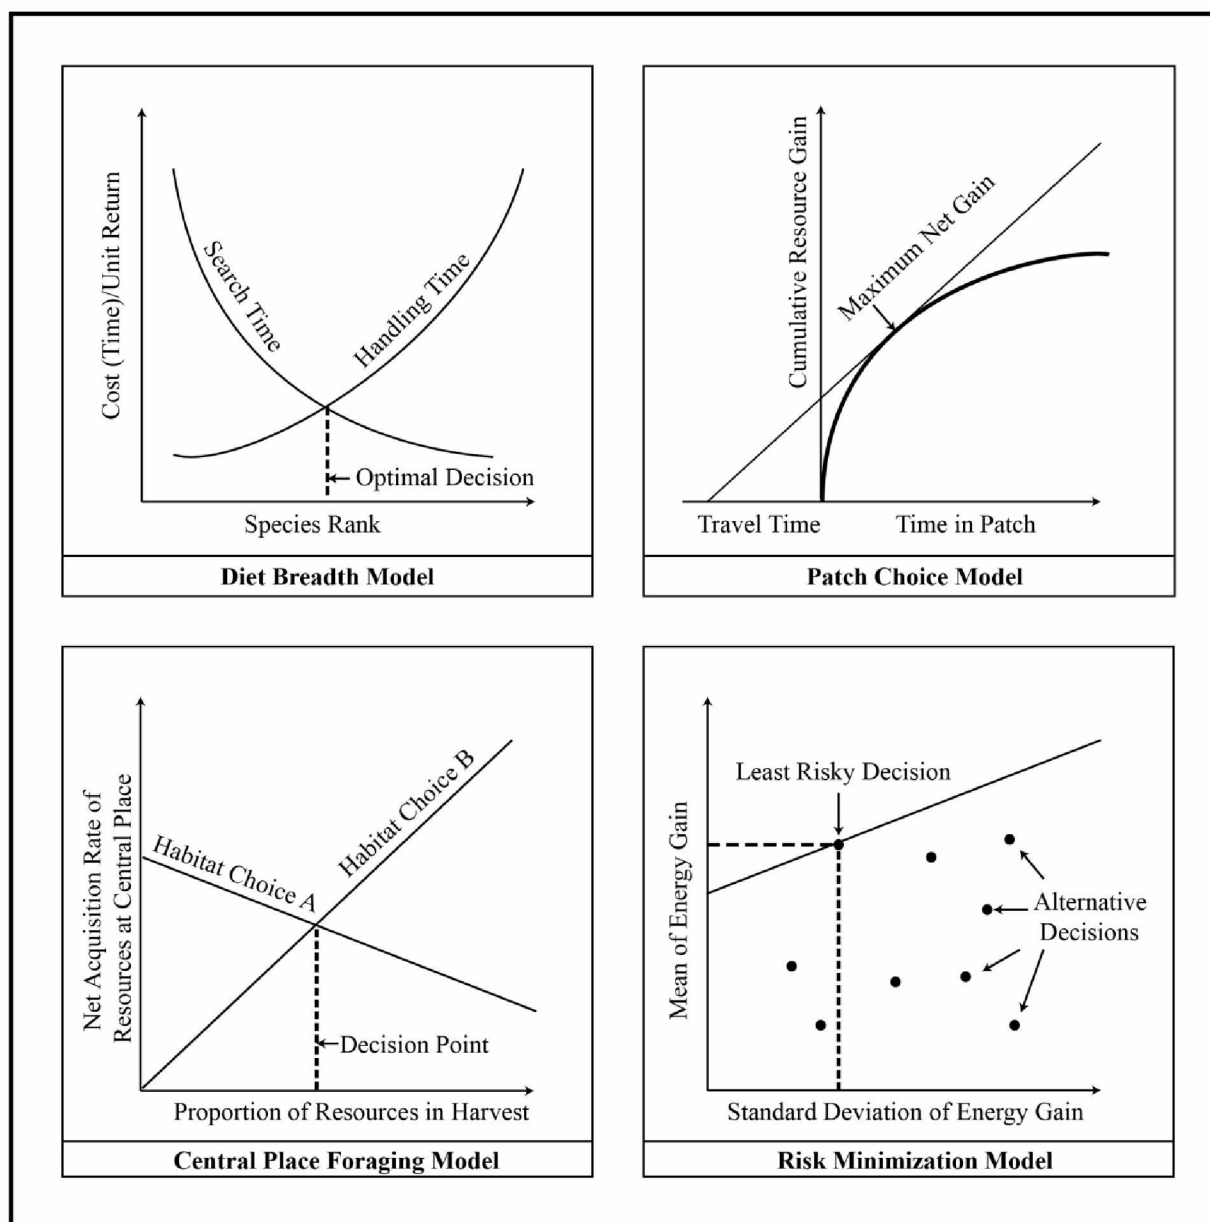 Cost (Time)/Unit Return
Search Time
Handling Time
Optimal Decision
Species Rank
Diet Breadth Model
Cumulative Resource Gain
Maximum Net Gain
Travel Time
Time in Patch
Patch Choice Model
Net Acquisition Rate of
Resources at Central Place
Habitat Choice A
Habitat Choice B
Decision Point
Proportion of Resources in Harvest
Central Place Foraging Model
Mean of Energy Gain
Least Risky Decision
Alternative
Decisions
Standard Deviation of Energy Gain
Risk Minimization Model